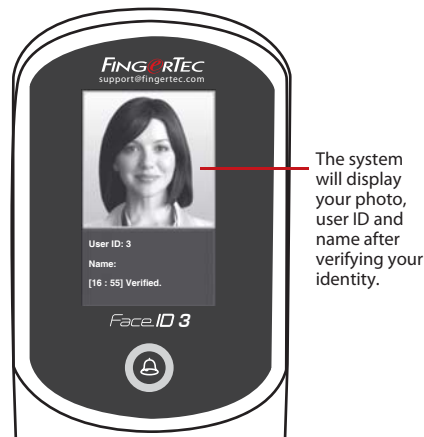 FINGERTEC
support@fingertec.com
User ID: 3
Name:
[16 : 55] Verified.
Face ID 3
The system
will display
your photo,
user ID and
name after
verifying your
identity.